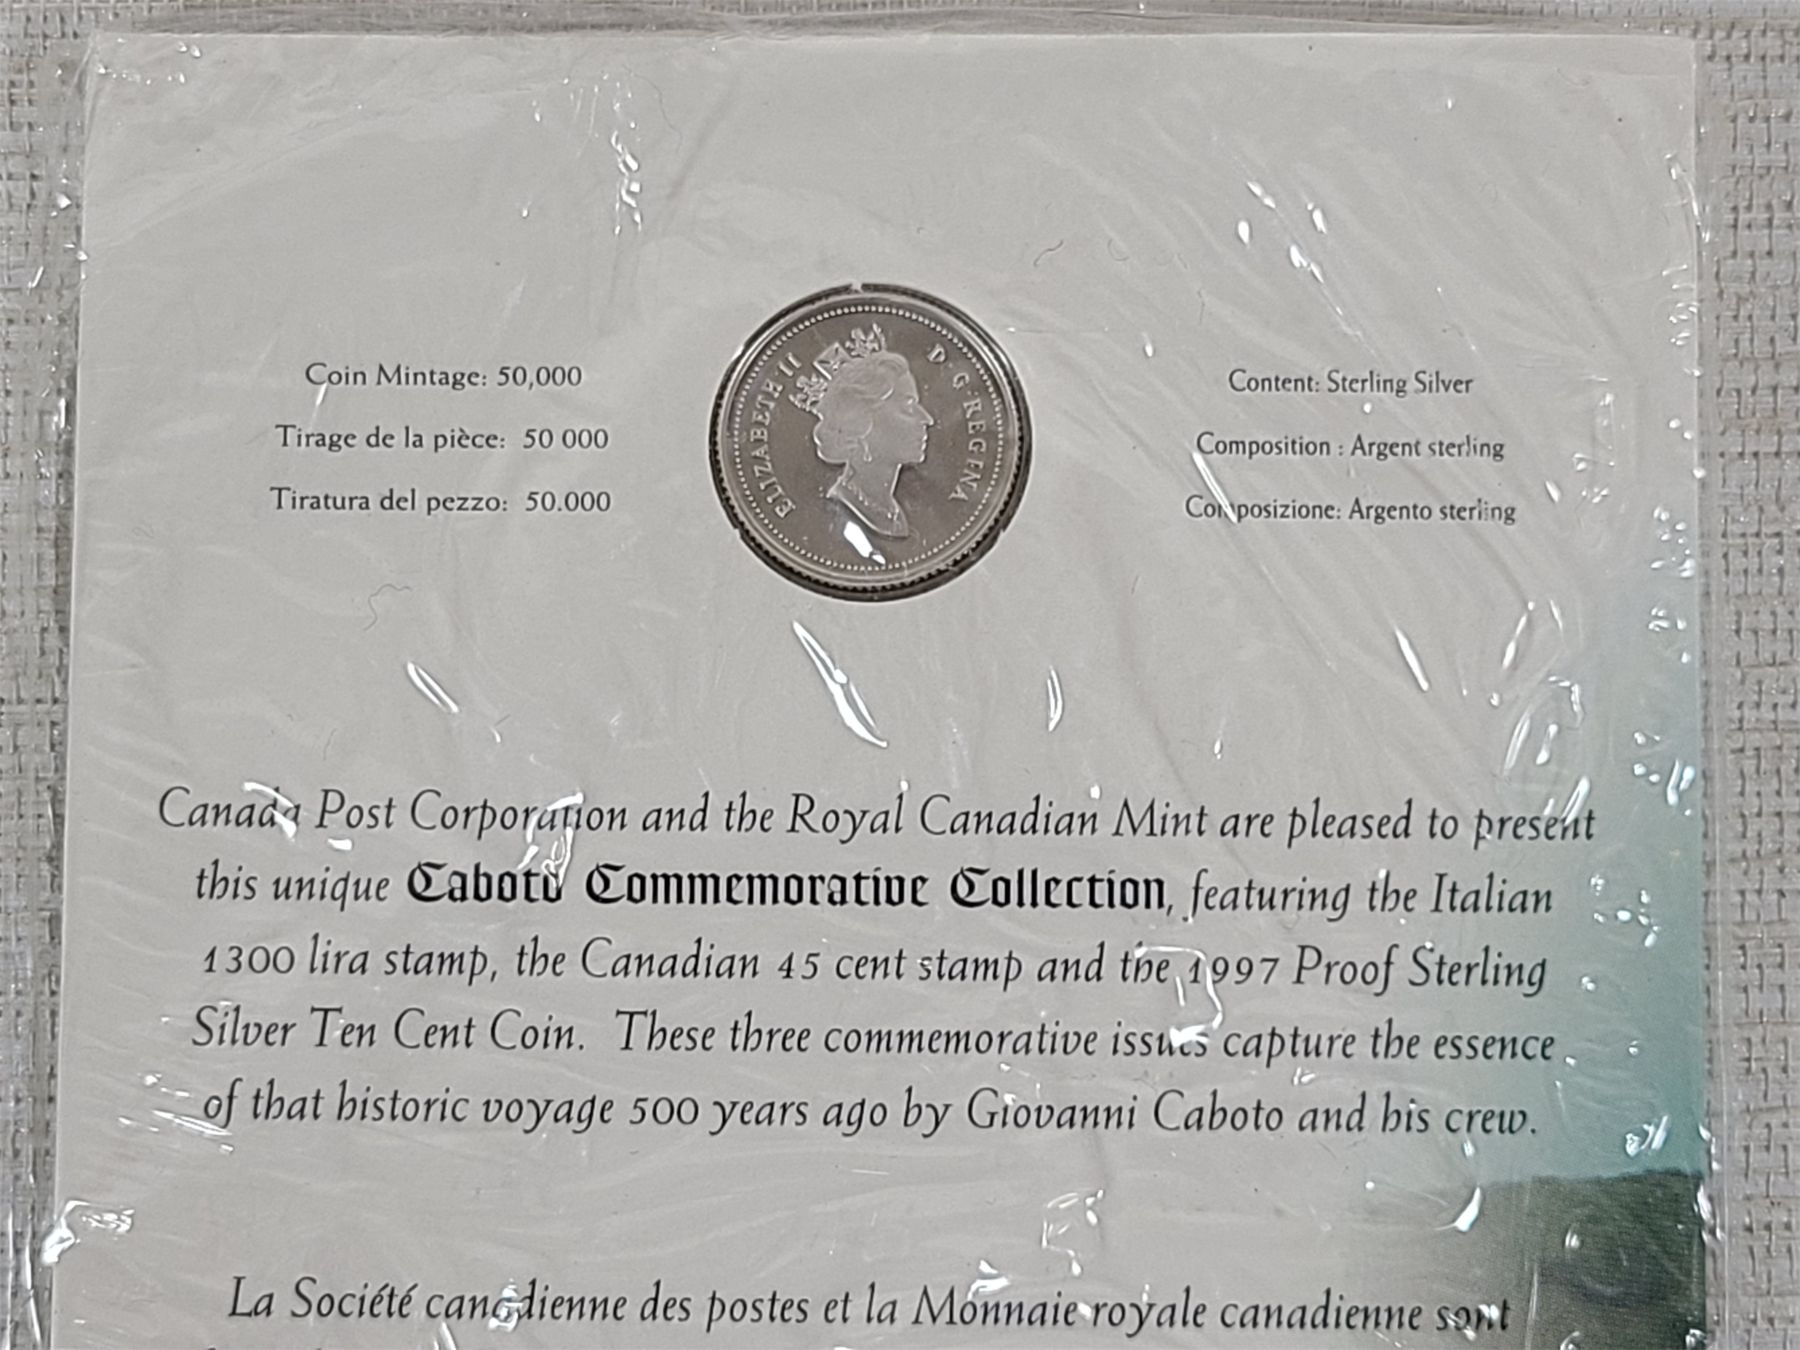 Coin Mintage: 50,000
Tirage de la pièce: 50 000
Tiratura del pezzo: 50.000
ELIZABETH II D·G·REGINA
Content: Sterling Silver
Composition : Argent sterling
Composizione: Argento sterling
Canada Post Corporation and the Royal Canadian Mint are pleased to present
this unique Caboto Commemorative Collection, featuring the Italian
1300 lira stamp, the Canadian 45 cent stamp and the 1997 Proof Sterling
Silver Ten Cent Coin. These three commemorative issues capture the essence
of that historic voyage 500 years ago by Giovanni Caboto and his crew.
La Société canadienne des postes et la Monnaie royale canadienne sont